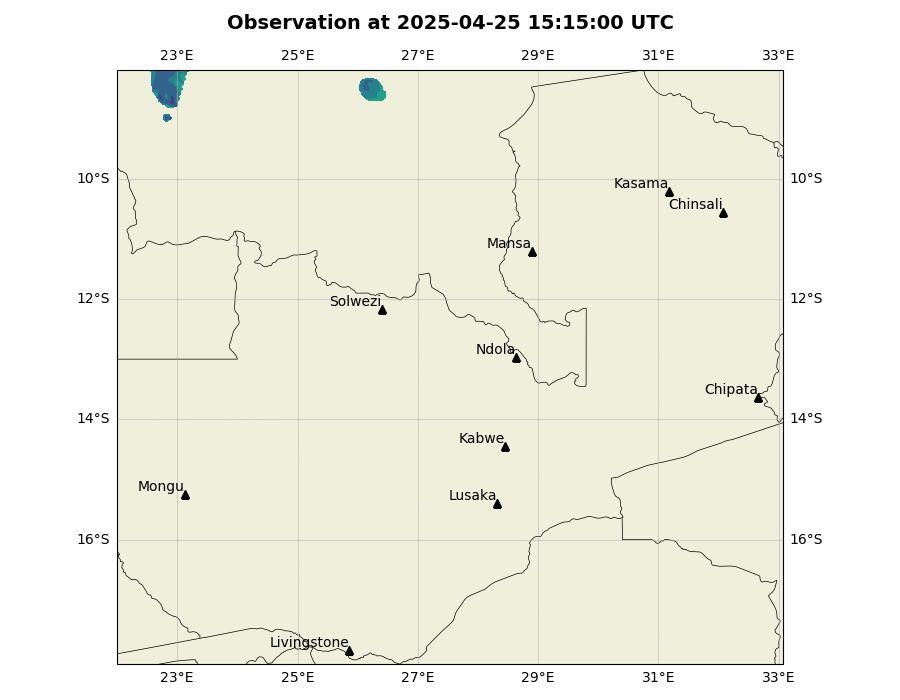 Observation at 2025-04-25 15:15:00 UTC
23°E 25°E 27°E 29°E 31°E 33°E
10°S 10°S
Kasama
Chinsali
Mansa
12°S 12°S
Solwezi
Ndola
Chipata
14°S 14°S
Kabwe
Mongu
Lusaka
16°S 16°S
Livingstone
23°E 25°E 27°E 29°E 31°E 33°E